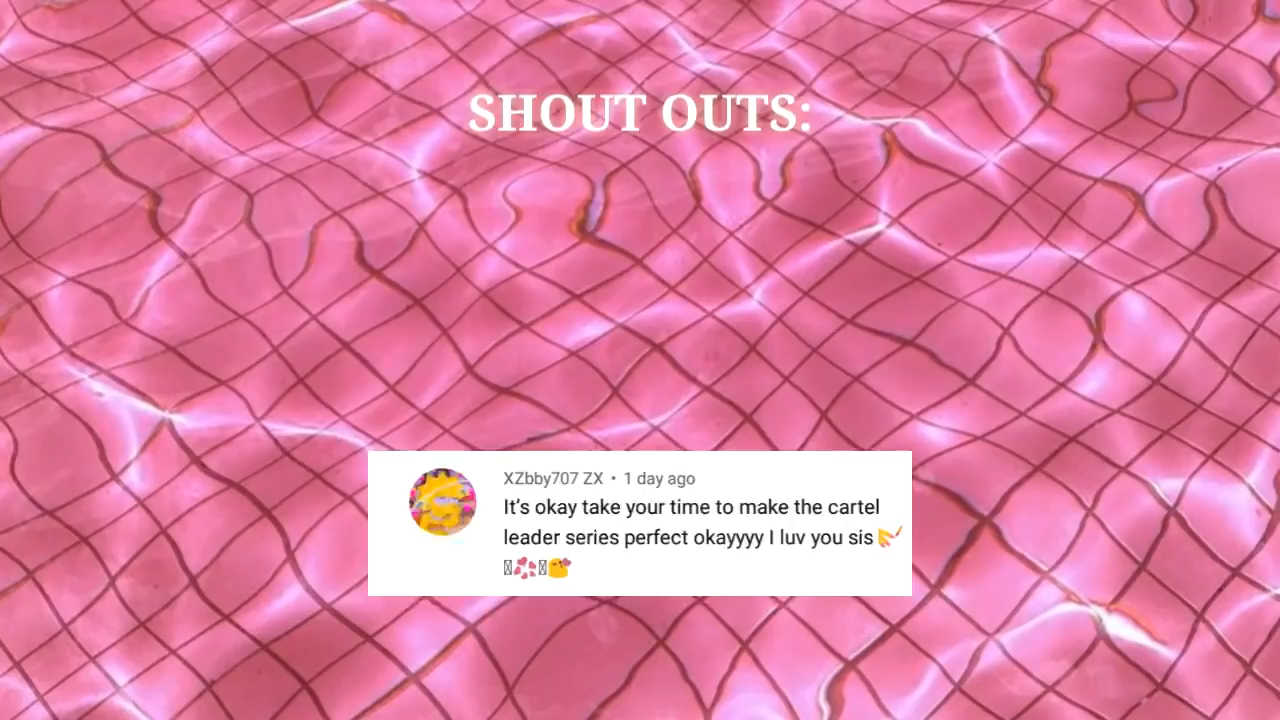 SHOUT OUTS:
XZbby707 ZX • 1 day ago
It's okay take your time to make the cartel
leader series perfect okayyyy I luv you sis